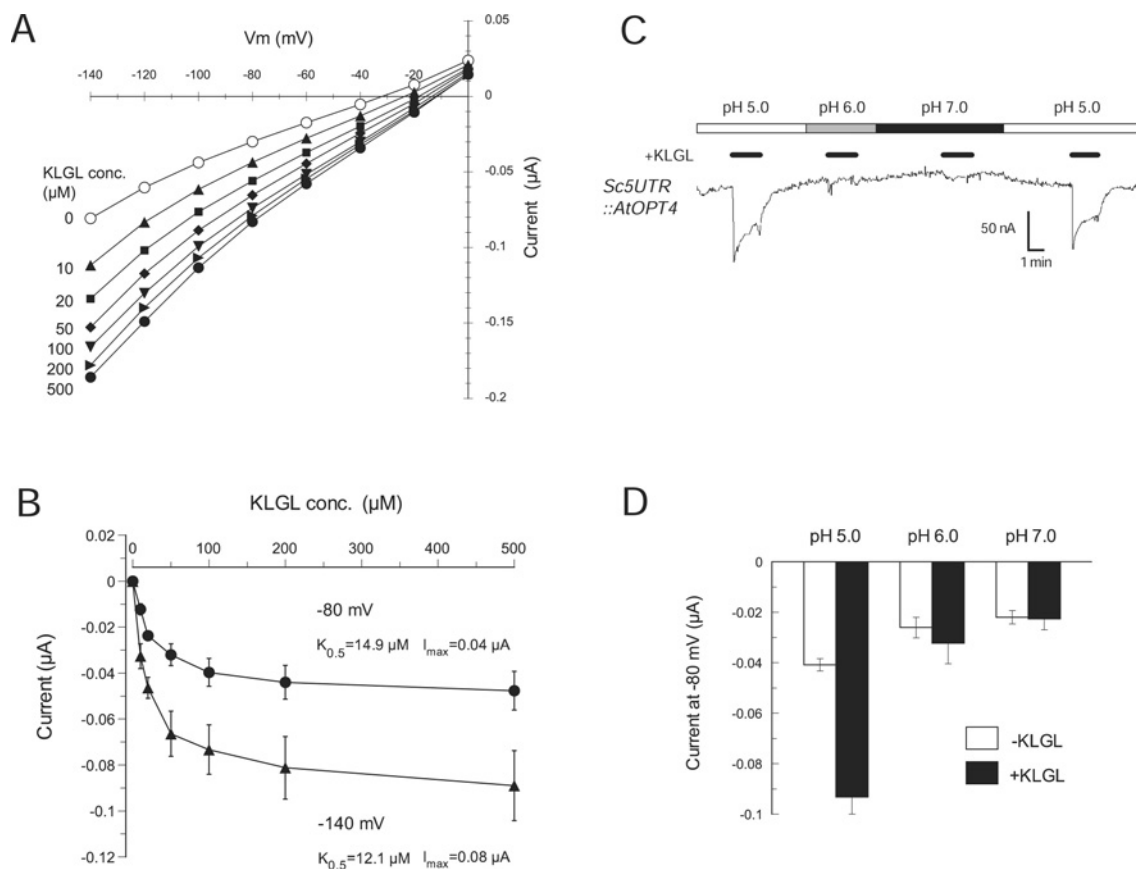 A
Vm (mV)
-140 -120 -100 -80 -60 -40 -20
0.05
0
-0.05
-0.1
-0.15
-0.2
Current (µA)
KLGL conc.
(µM)
0
10
20
50
100
200
500
C
pH 5.0 pH 6.0 pH 7.0 pH 5.0
+KLGL
Sc5UTR
::AtOPT4
50 nA
1 min
B
KLGL conc. (µM)
0 100 200 300 400 500
0.02
0
-0.02
-0.04
-0.06
-0.08
-0.1
-0.12
Current (µA)
-80 mV
K0.5=14.9 µM Imax=0.04 µA
-140 mV
K0.5=12.1 µM Imax=0.08 µA
D
pH 5.0 pH 6.0 pH 7.0
0
-0.02
-0.04
-0.06
-0.08
-0.1
Current at -80 mV (µA)
-KLGL
+KLGL